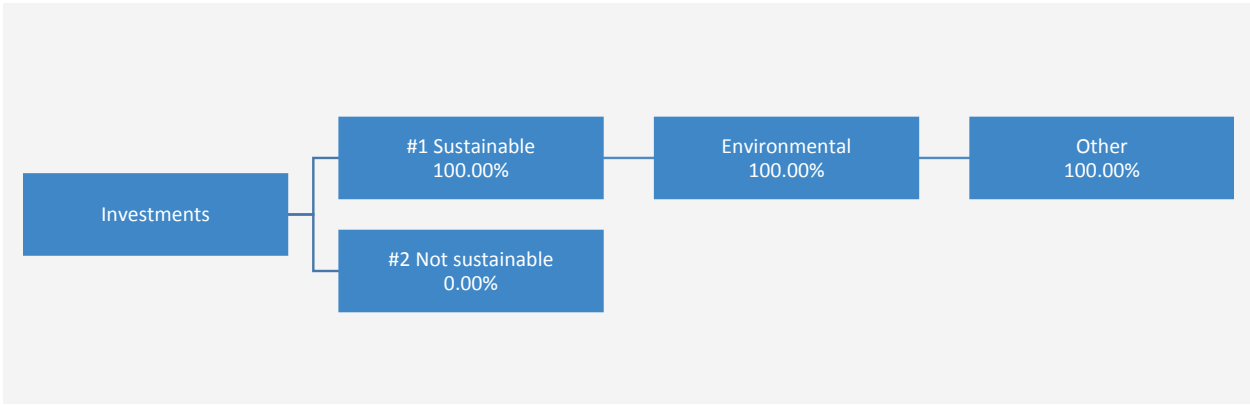 Investments
#1 Sustainable
100.00%
Environmental
100.00%
Other
100.00%
#2 Not sustainable
0.00%